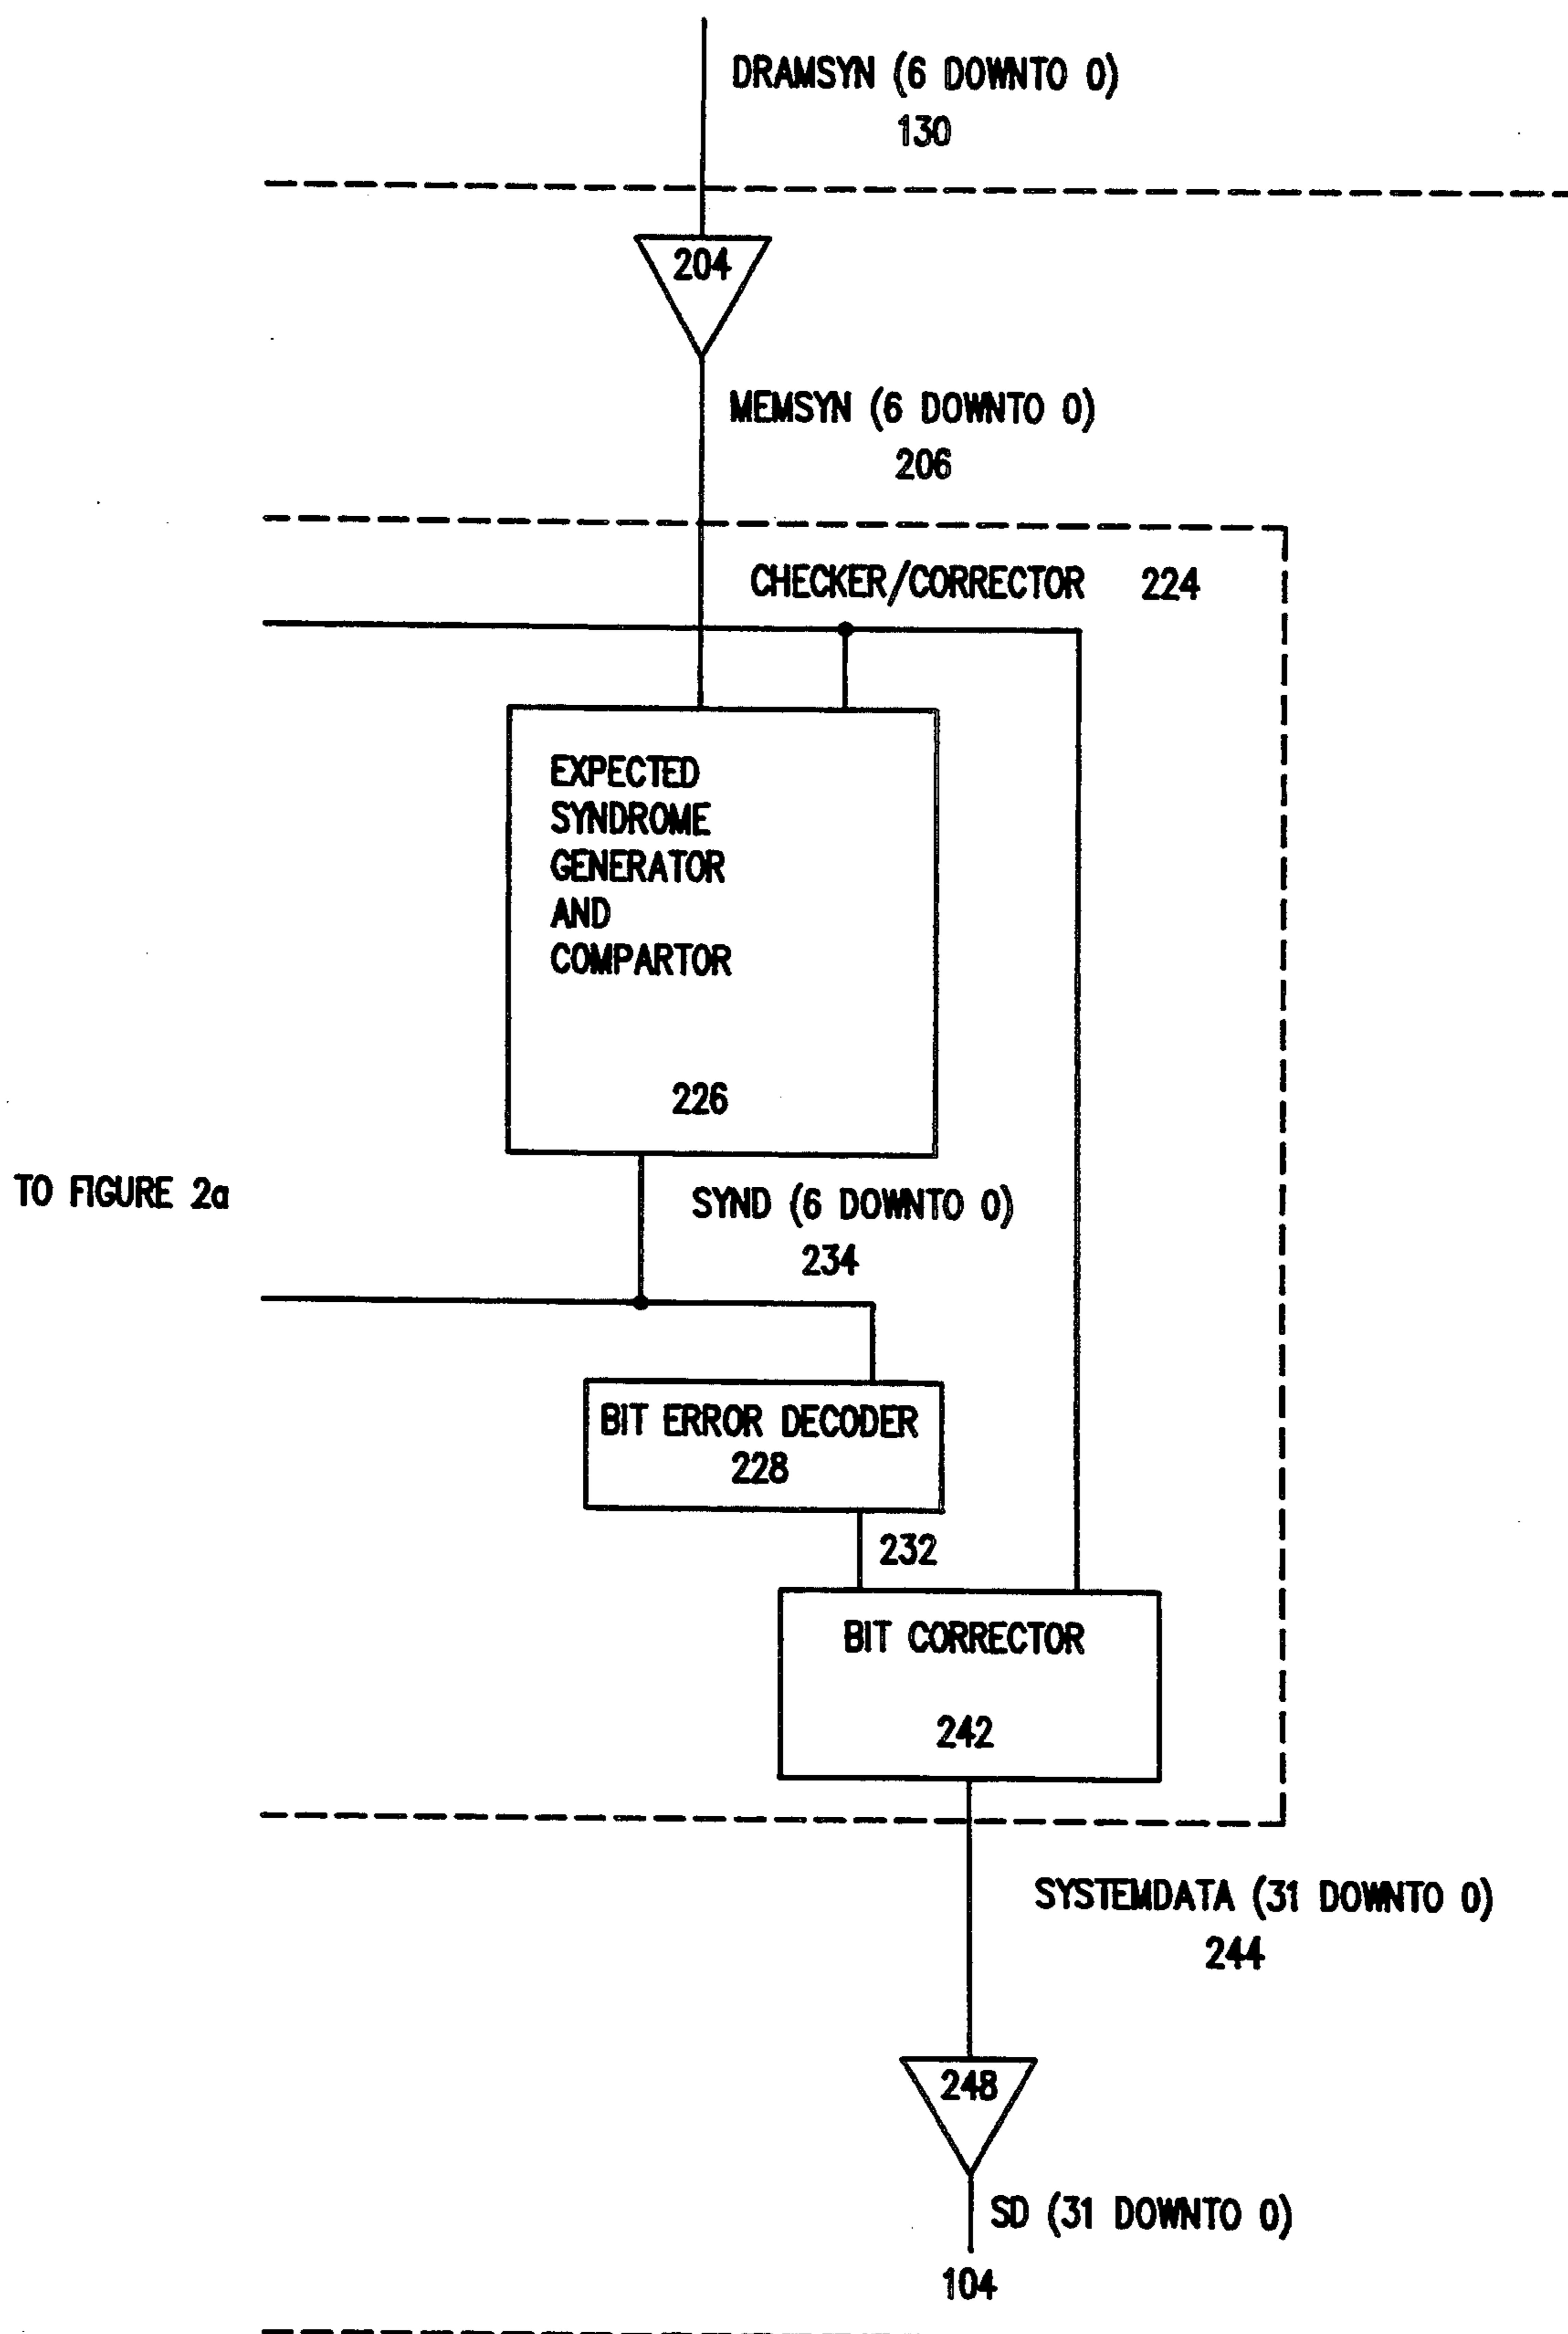 DRAMSYN (6 DOWNTO 0)
130
204
MEMSYN (6 DOWNTO 0)
206
CHECKER/CORRECTOR 224
EXPECTED
SYNDROME
GENERATOR
AND
COMPARTOR
226
TO FIGURE 2a
SYND (6 DOWNTO 0)
234
BIT ERROR DECODER
228
232
BIT CORRECTOR
242
SYSTEMDATA (31 DOWNTO 0)
244
248
SD (31 DOWNTO 0)
104